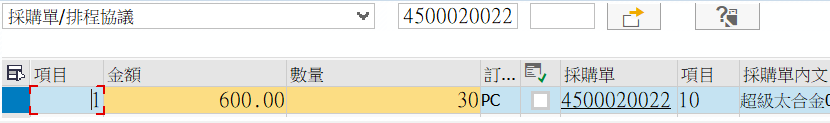 採購單/排程協議 4500020022
項目 金額 數量 訂... 採購單 項目 採購單內文
1 600.00 30 PC 4500020022 10 超級太合金